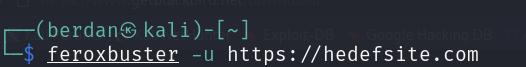 ┌──(berdan㉿kali)-[~]
└─$ feroxbuster -u https://hedefsite.com